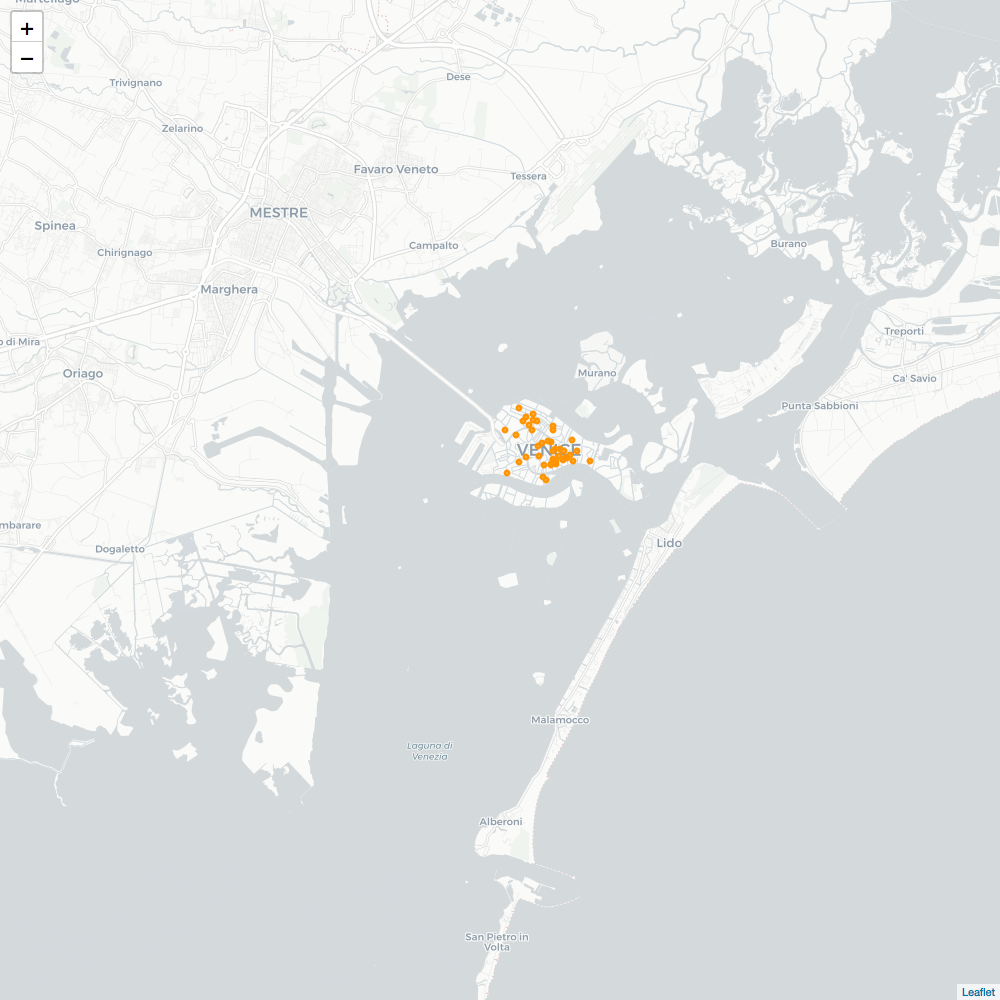 Martellago
+
−
Trivignano
Dese
Zelarino
Favaro Veneto
Tessera
MESTRE
Spinea
Chirignago
Campalto
Burano
Marghera
Treporti
o di Mira
Oriago
Murano
Ca' Savio
Punta Sabbioni
VENICE
mbarare
Dogaletto
Lido
Malamocco
Laguna di
Venezia
Alberoni
San Pietro in
Volta
Leaflet